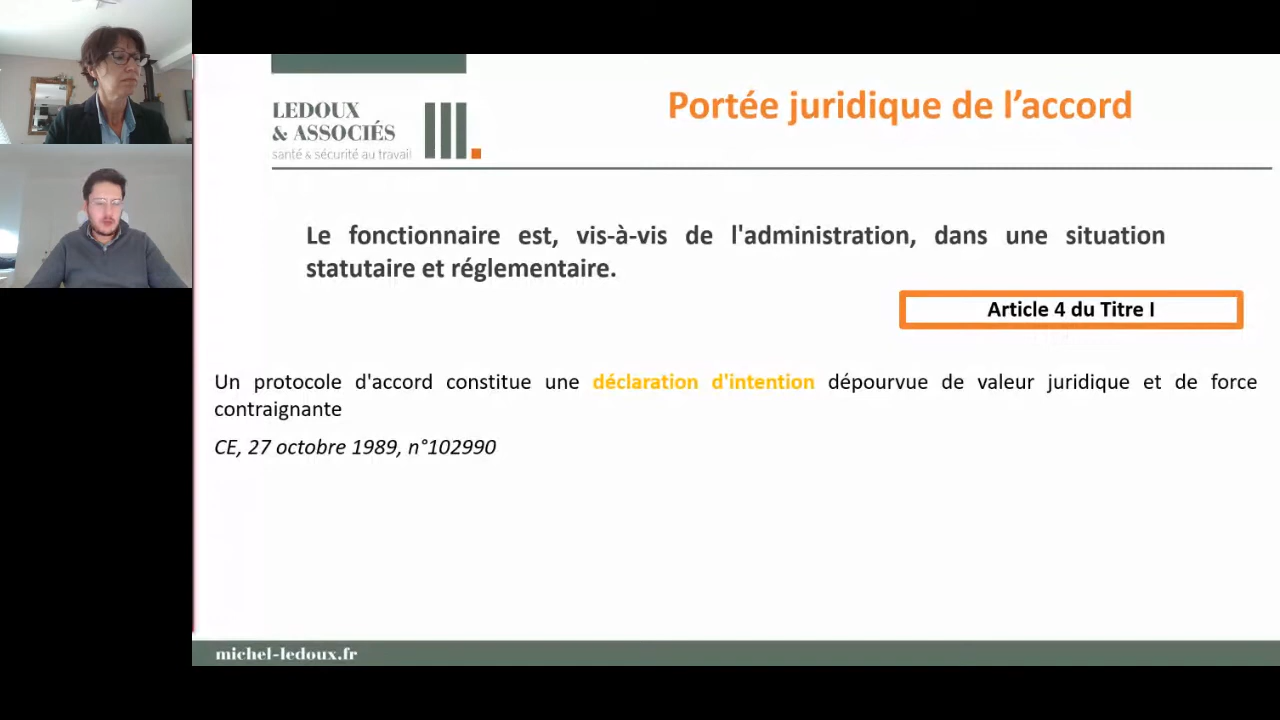 LEDOUX
& ASSOCIÉS
santé & sécurité au travail
Portée juridique de l’accord
Le fonctionnaire est, vis-à-vis de l'administration, dans une situation
statutaire et réglementaire.
Article 4 du Titre I
Un protocole d'accord constitue une déclaration d'intention dépourvue de valeur juridique et de force
contraignante
CE, 27 octobre 1989, n°102990
michel-ledoux.fr